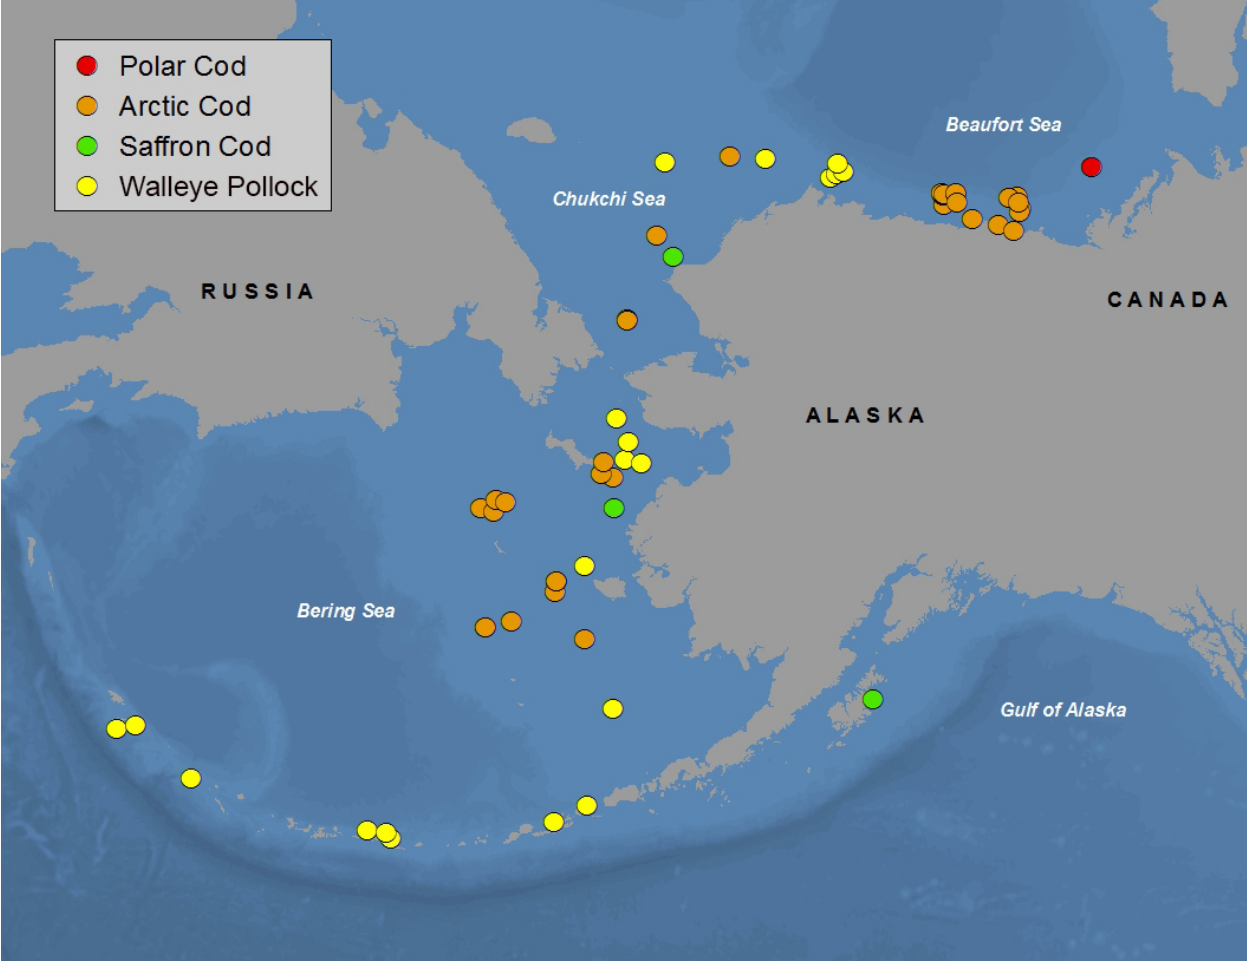 Polar Cod
Arctic Cod
Saffron Cod
Walleye Pollock
Beaufort Sea
Chukchi Sea
RUSSIA
CANADA
ALASKA
Bering Sea
Gulf of Alaska